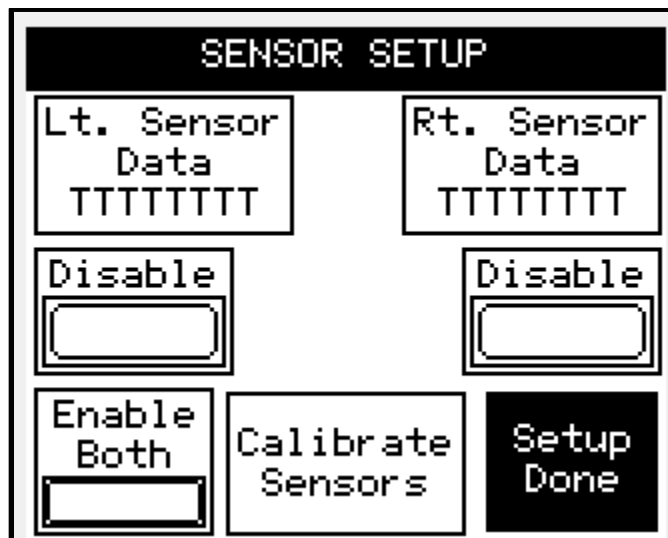 SENSOR SETUP
Lt. Sensor
Data
TTTTTTTT
Rt. Sensor
Data
TTTTTTTT
Disable
Disable
Enable
Both
Calibrate
Sensors
Setup
Done